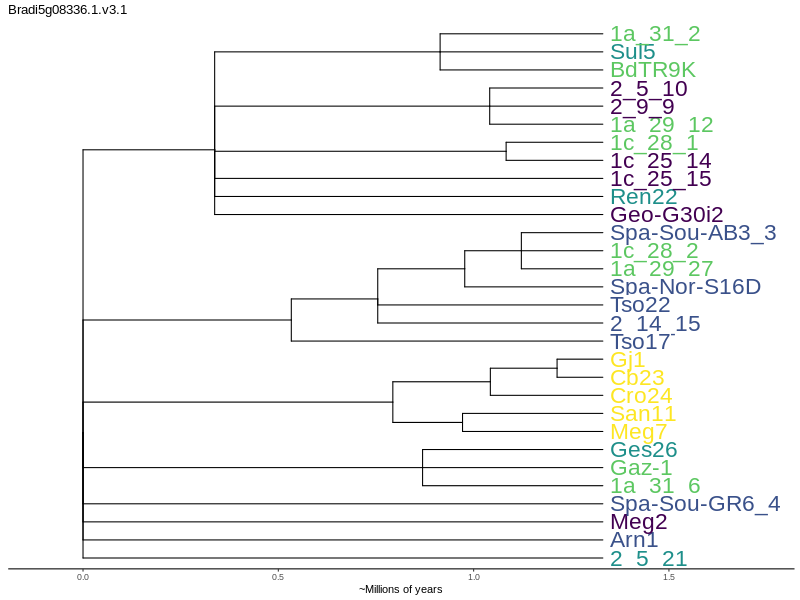 Bradi5g08336.1.v3.1
1a_31_2
Sul5
BdTR9K
2_5_10
2_9_9
1a_29_12
1c_28_1
1c_25_14
1c_25_15
Ren22
Geo-G30i2
Spa-Sou-AB3_3
1c_28_2
1a_29_27
Spa-Nor-S16D
Tso22
2_14_15
Tso17
Gj1
Cb23
Cro24
San11
Meg7
Ges26
Gaz-1
1a_31_6
Spa-Sou-GR6_4
Meg2
Arn1
2_5_21
0.0 0.5 1.0 1.5
~Millions of years